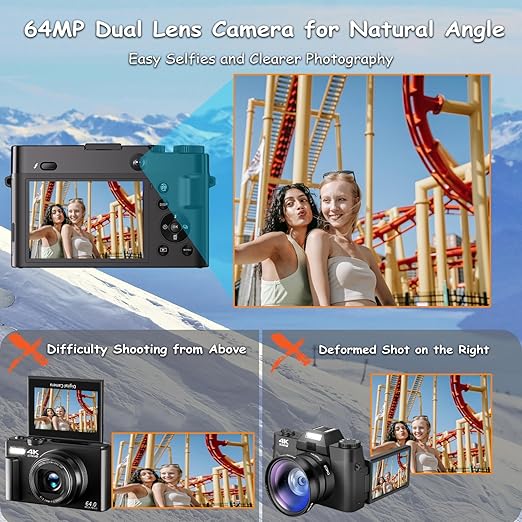 64MP Dual Lens Camera for Natural Angle
Easy Selfies and Clearer Photography
Difficulty Shooting from Above
Deformed Shot on the Right
Digital Camera
4K
64.0
4K